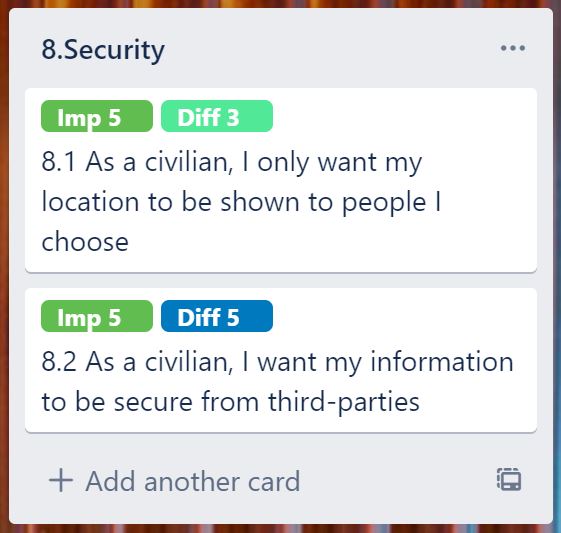 8.Security
Imp 5 Diff 3
8.1 As a civilian, I only want my
location to be shown to people I
choose
Imp 5 Diff 5
8.2 As a civilian, I want my information
to be secure from third-parties
Add another card